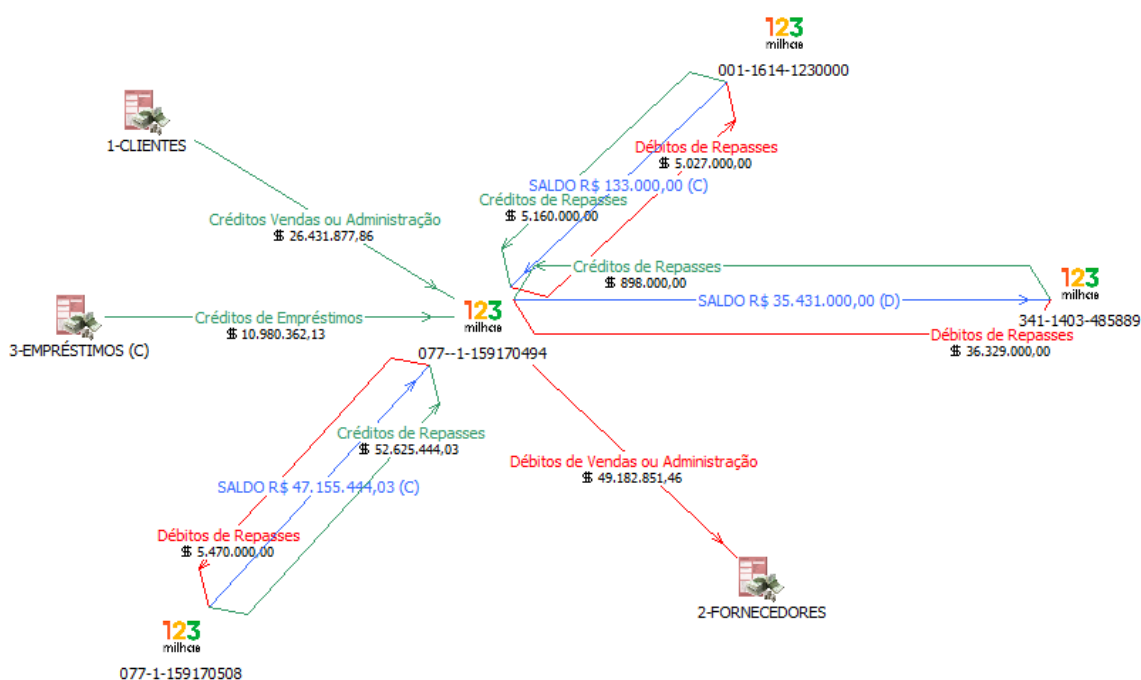 123
milhas
001-1614-1230000
1-CLIENTES
Débitos de Repasses
$ 5.027.000,00
SALDO R$ 133.000,00 (C)
Créditos de Repasses
$ 5.160.000,00
Créditos Vendas ou Administração
$ 26.431.877,86
Créditos de Repasses
$ 898.000,00
123
milhas
SALDO R$ 35.431.000,00 (D)
341-1403-485889
Débitos de Repasses
$ 36.329.000,00
123
milhas
Créditos de Empréstimos
$ 10.980.362,13
3-EMPRÉSTIMOS (C)
077--1-159170494
Créditos de Repasses
$ 52.625.444,03
Débitos de Vendas ou Administração
$ 49.182.851,46
SALDO R$ 47.155.444,03 (C)
Débitos de Repasses
$ 5.470.000,00
2-FORNECEDORES
123
milhas
077-1-159170508